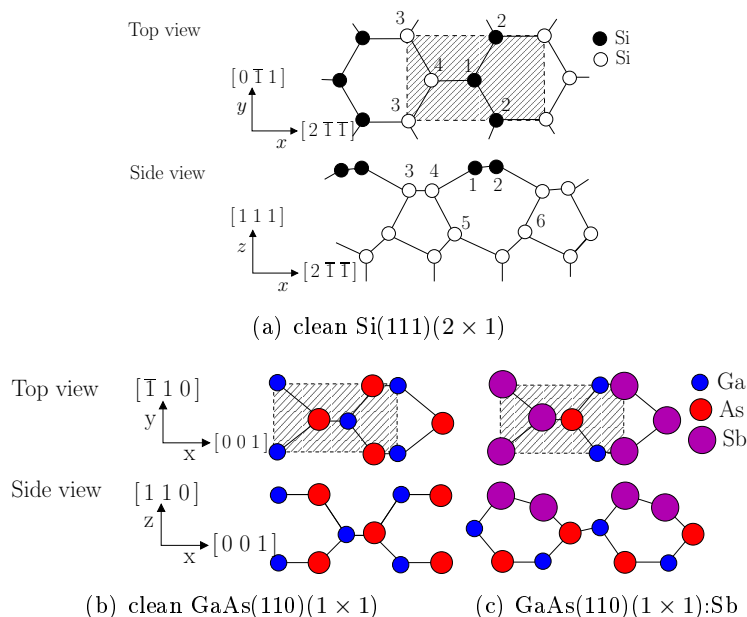 Top view
3 2
Si
Si
4 1
[0 1̅ 1]
y
3 2
x
[2 1̅ 1̅]
Side view
3 4 1 2
[1 1 1]
5 6
z
x
[2 1̅ 1̅]
(a) clean Si(111)(2 × 1)
Top view
[1̅ 1 0]
Ga
y
As
x
[0 0 1]
Sb
Side view
[1 1 0]
z
x
[0 0 1]
(b) clean GaAs(110)(1 × 1)
(c) GaAs(110)(1 × 1):Sb